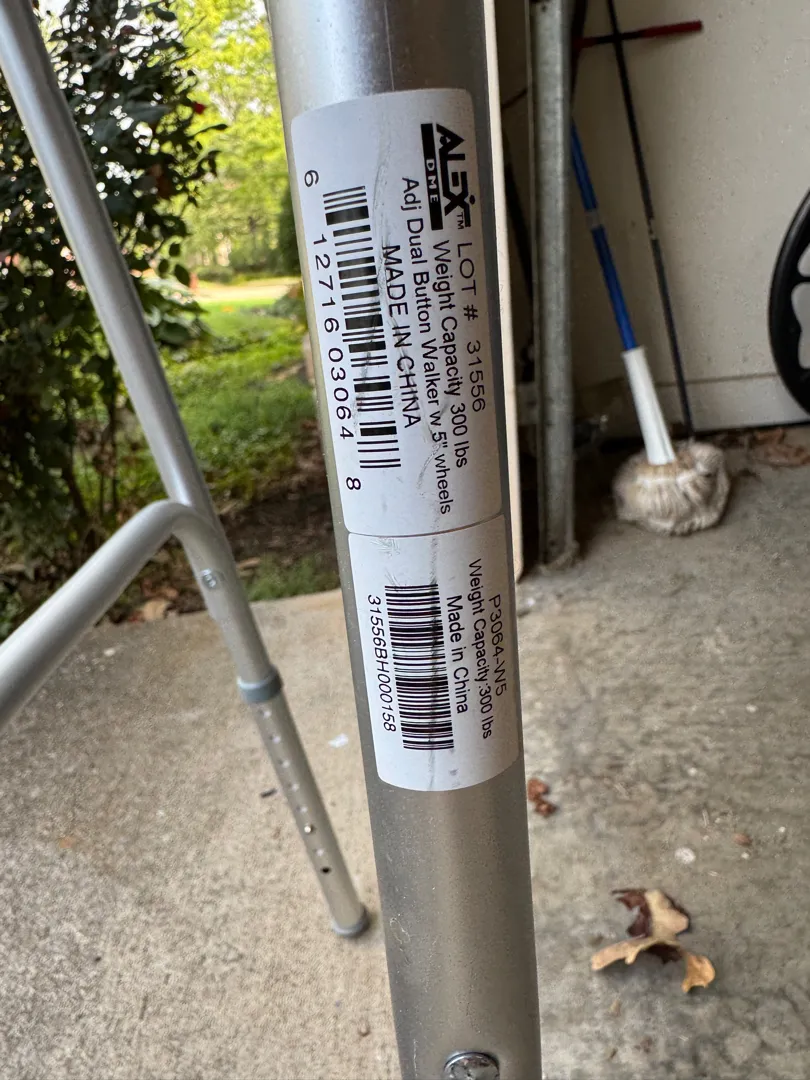 ALEX™
DME
LOT # 31556
Weight Capacity 300 lbs
Adj Dual Button Walker w 5" wheels
MADE IN CHINA
6 12716 03064 8
P3064-W5
Weight Capacity:300 lbs
Made in China
31556BH000158